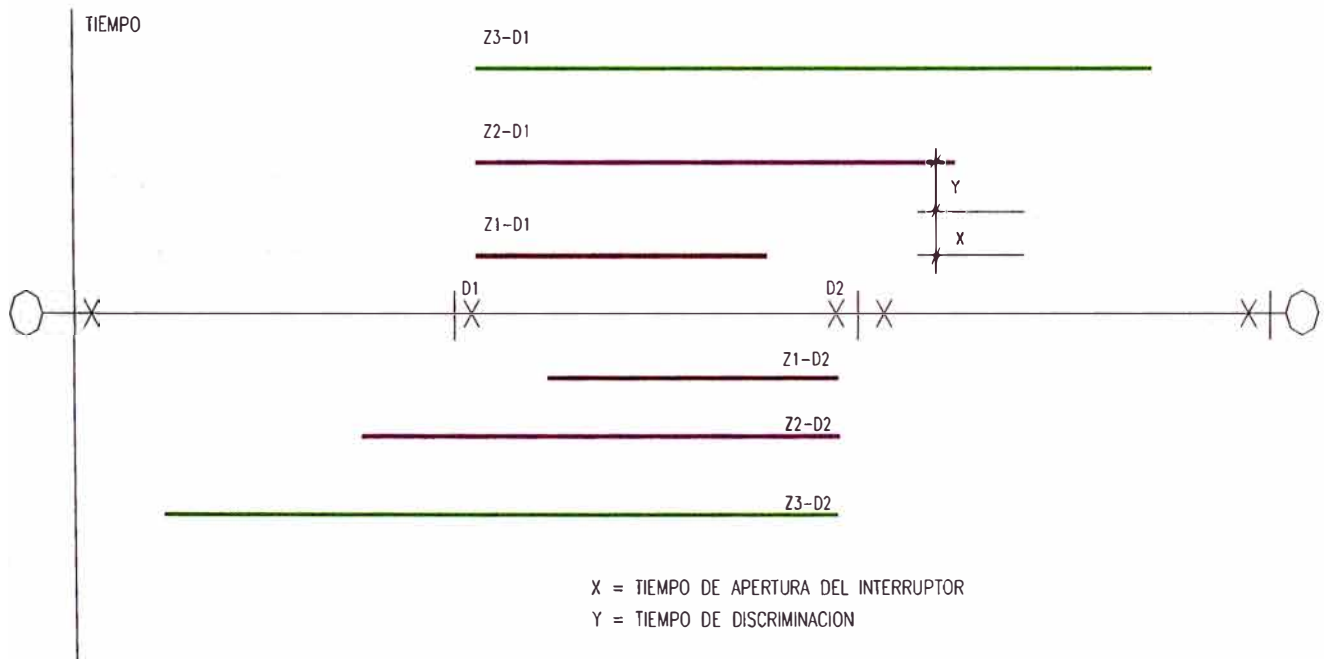 TIEMPO
Z3-D1
Z2-D1
Y
Z1-D1
X
D1
D2
Z1-D2
Z2-D2
Z3-D2
X = TIEMPO DE APERTURA DEL INTERRUPTOR
Y = TIEMPO DE DISCRIMINACION